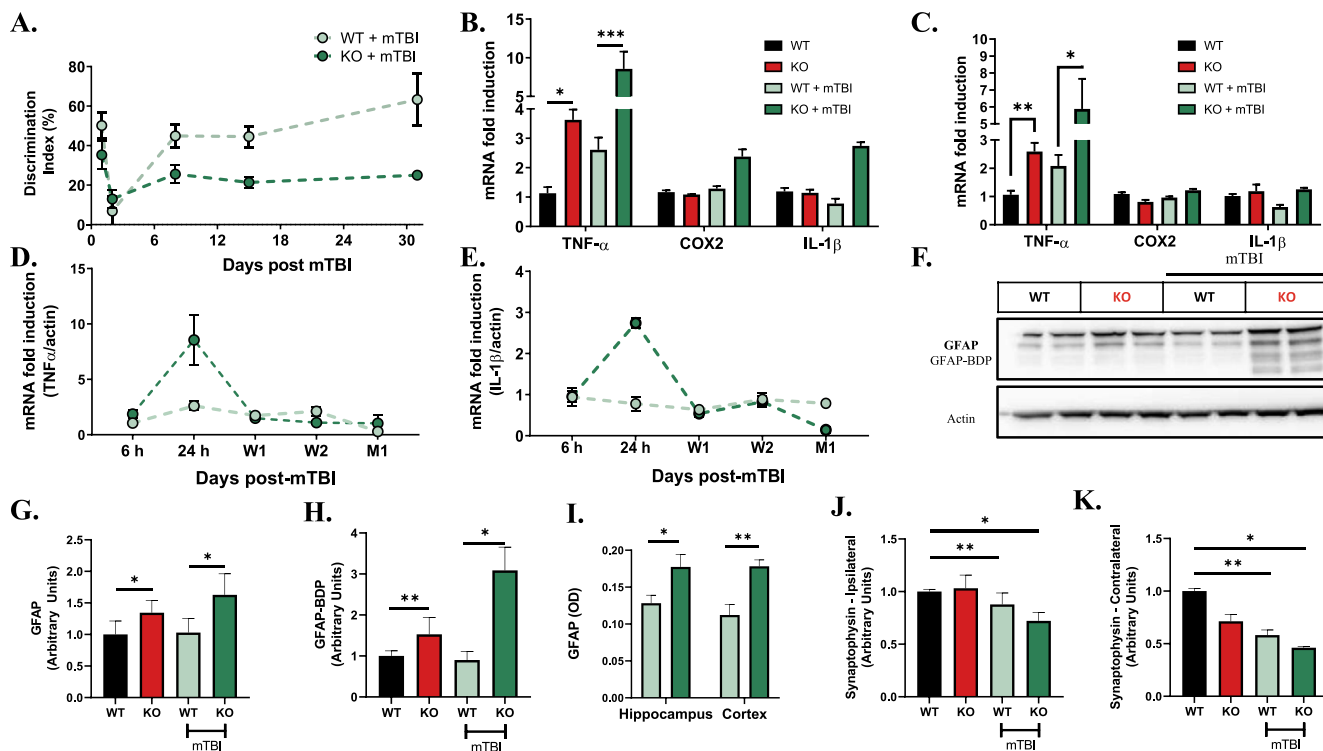 A.
WT + mTBI
KO + mTBI
Discrimination
Index (%)
80
60
40
20
0
0 6 12 18 24 30
Days post mTBI
B.
WT
KO
WT + mTBI
KO + mTBI
mRNA fold induction
15
10
5
4
3
2
1
0
* ***
TNF-α COX2 IL-1β
C.
WT
KO
WT + mTBI
KO + mTBI
mRNA fold induction
10
8
6
4
3
2
1
0
** *
TNF-α COX2 IL-1β
D.
mRNA fold induction
(TNFα/actin)
15
10
5
0
6 h 24 h W1 W2 M1
Days post-mTBI
E.
mRNA fold induction
(IL-1β/actin)
4
3
2
1
0
6 h 24 h W1 W2 M1
Days post-mTBI
F.
mTBI
WT KO WT KO
GFAP
GFAP-BDP
Actin
G.
GFAP
(Arbitrary Units)
2.0
1.5
1.0
0.5
0.0
* *
WT KO WT KO
mTBI
H.
GFAP-BDP
(Arbitrary Units)
4
3
2
1
0
** *
WT KO WT KO
mTBI
I.
GFAP (OD)
0.20
0.15
0.10
0.05
0.00
* **
Hippocampus Cortex
J.
Synaptophysin - Ipsilateral
(Arbitrary Units)
1.5
1.0
0.5
0.0
*
**
WT KO WT KO
mTBI
K.
Synaptophysin - Contralateral
(Arbitrary Units)
1.5
1.0
0.5
0.0
*
**
WT KO WT KO
mTBI